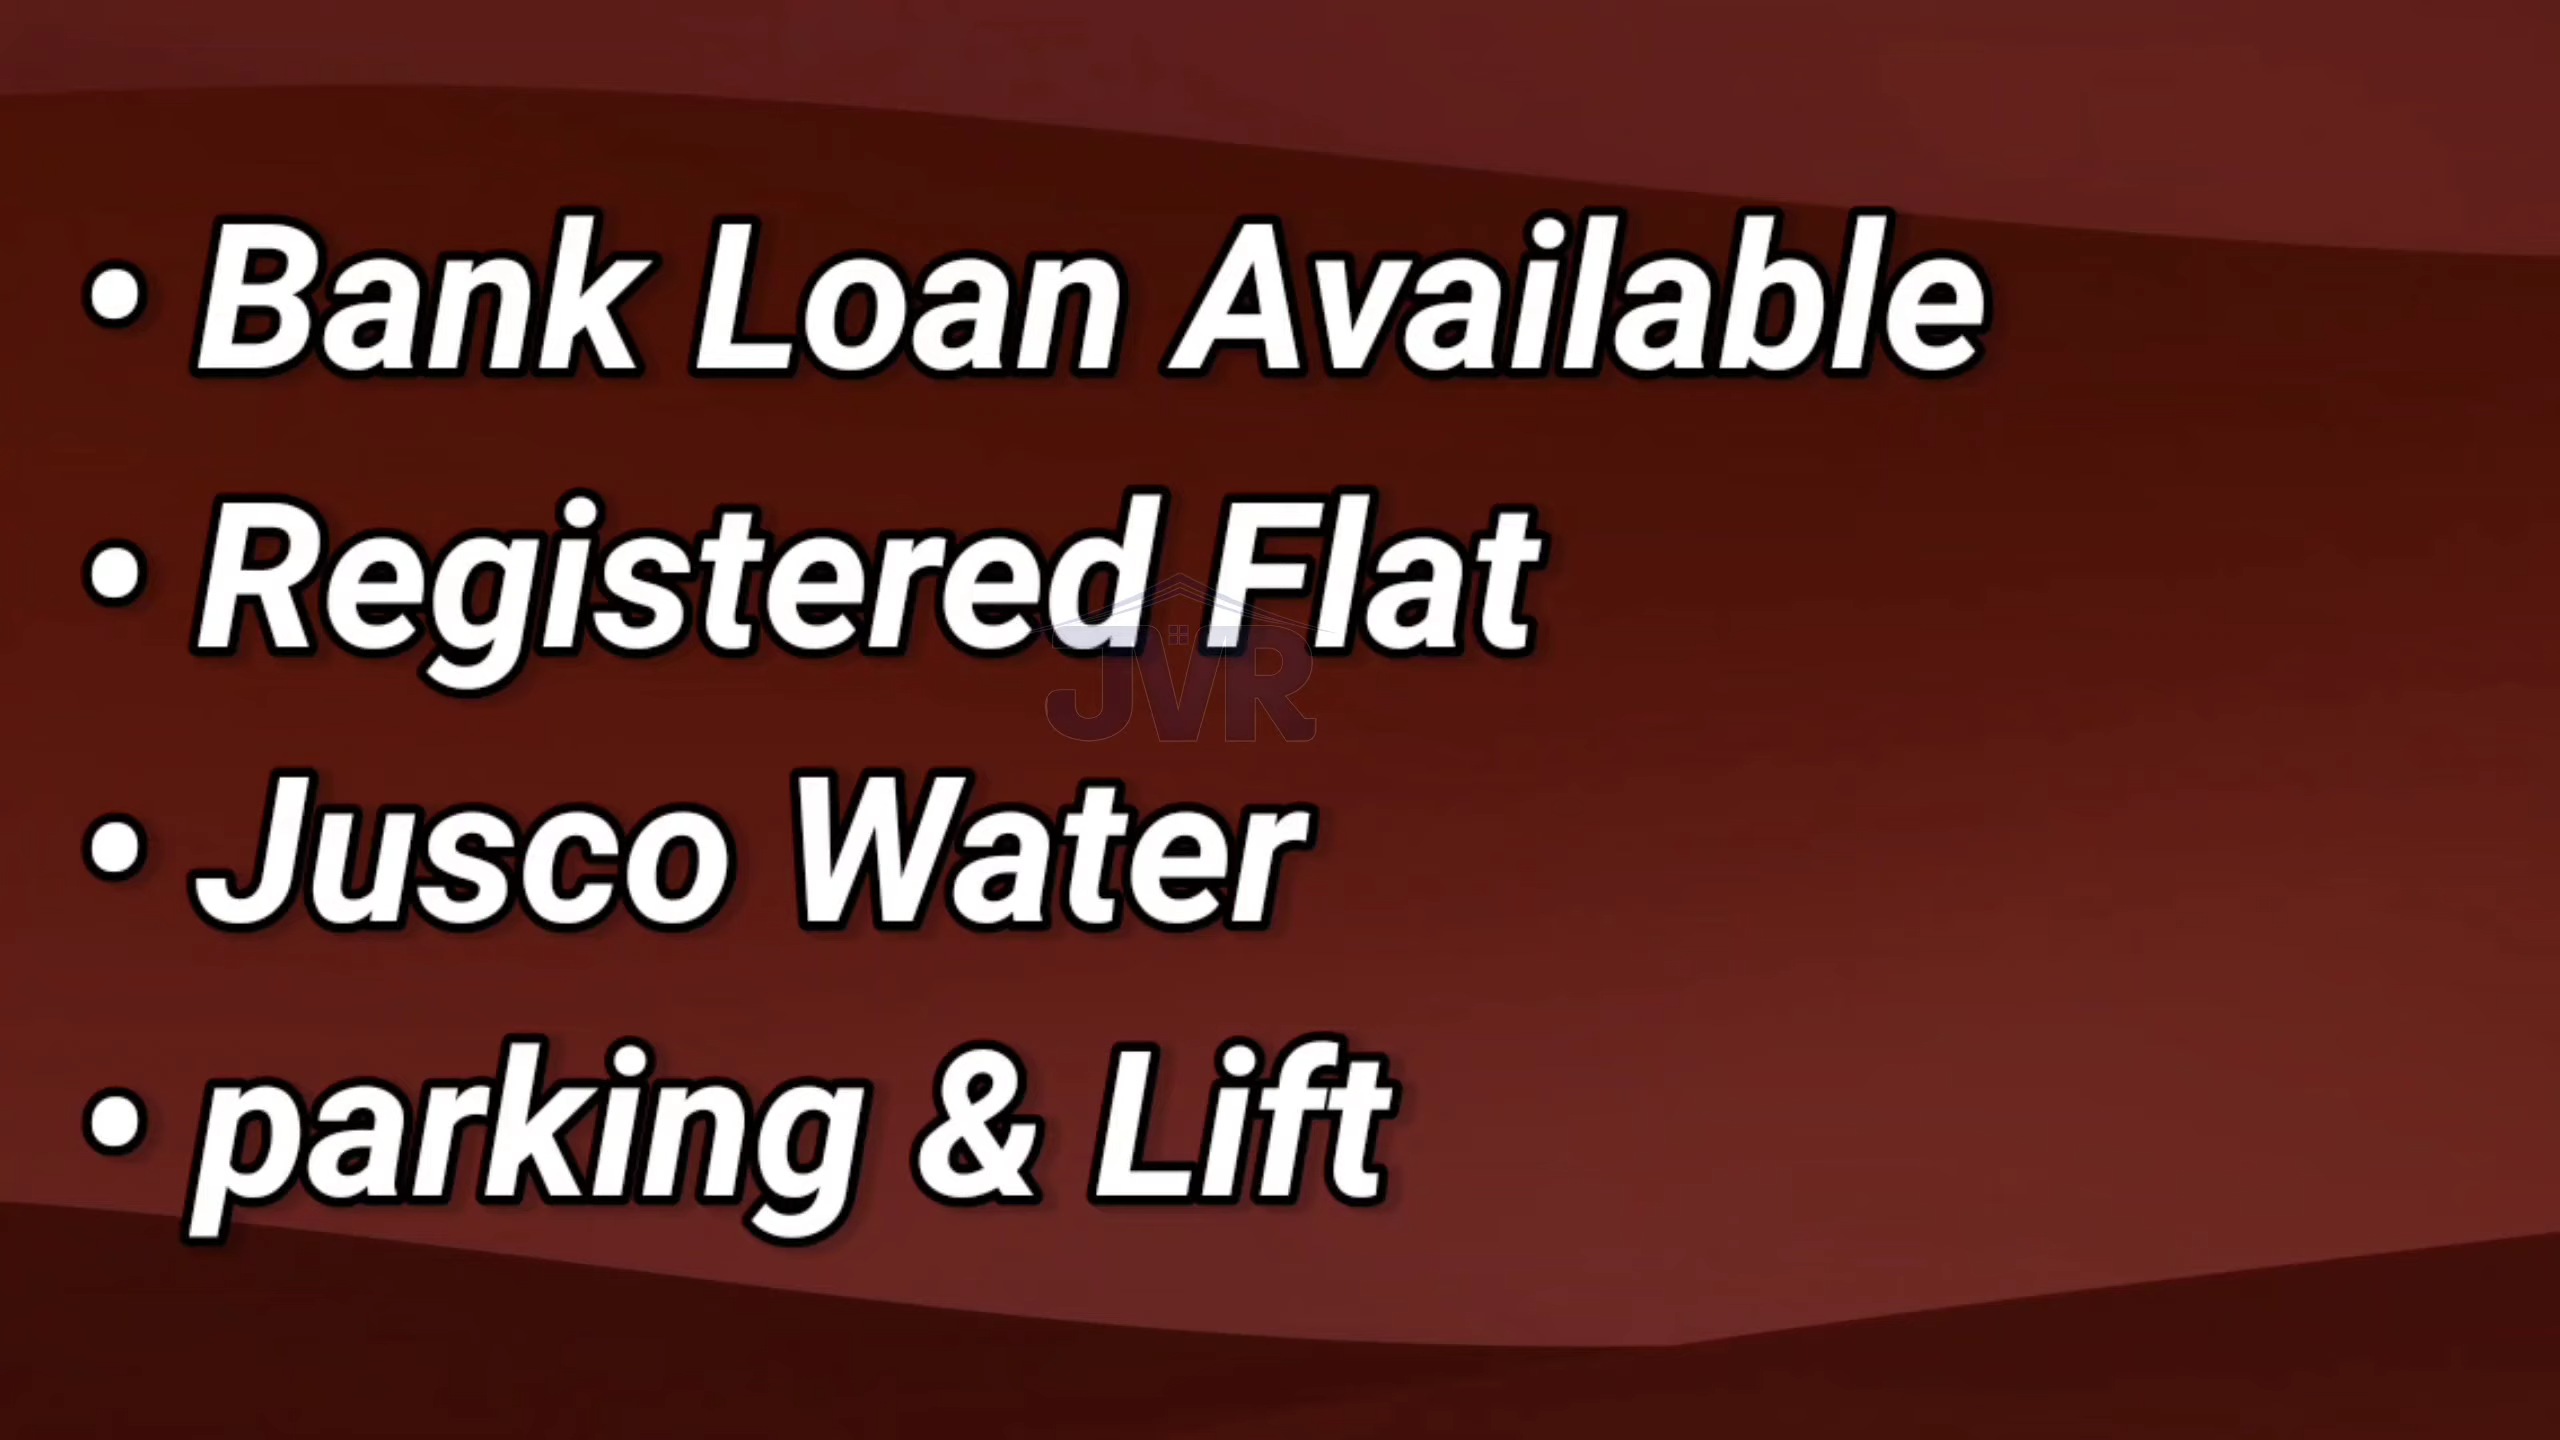 • Bank Loan Available
• Registered Flat
JVR
• Jusco Water
• parking & Lift